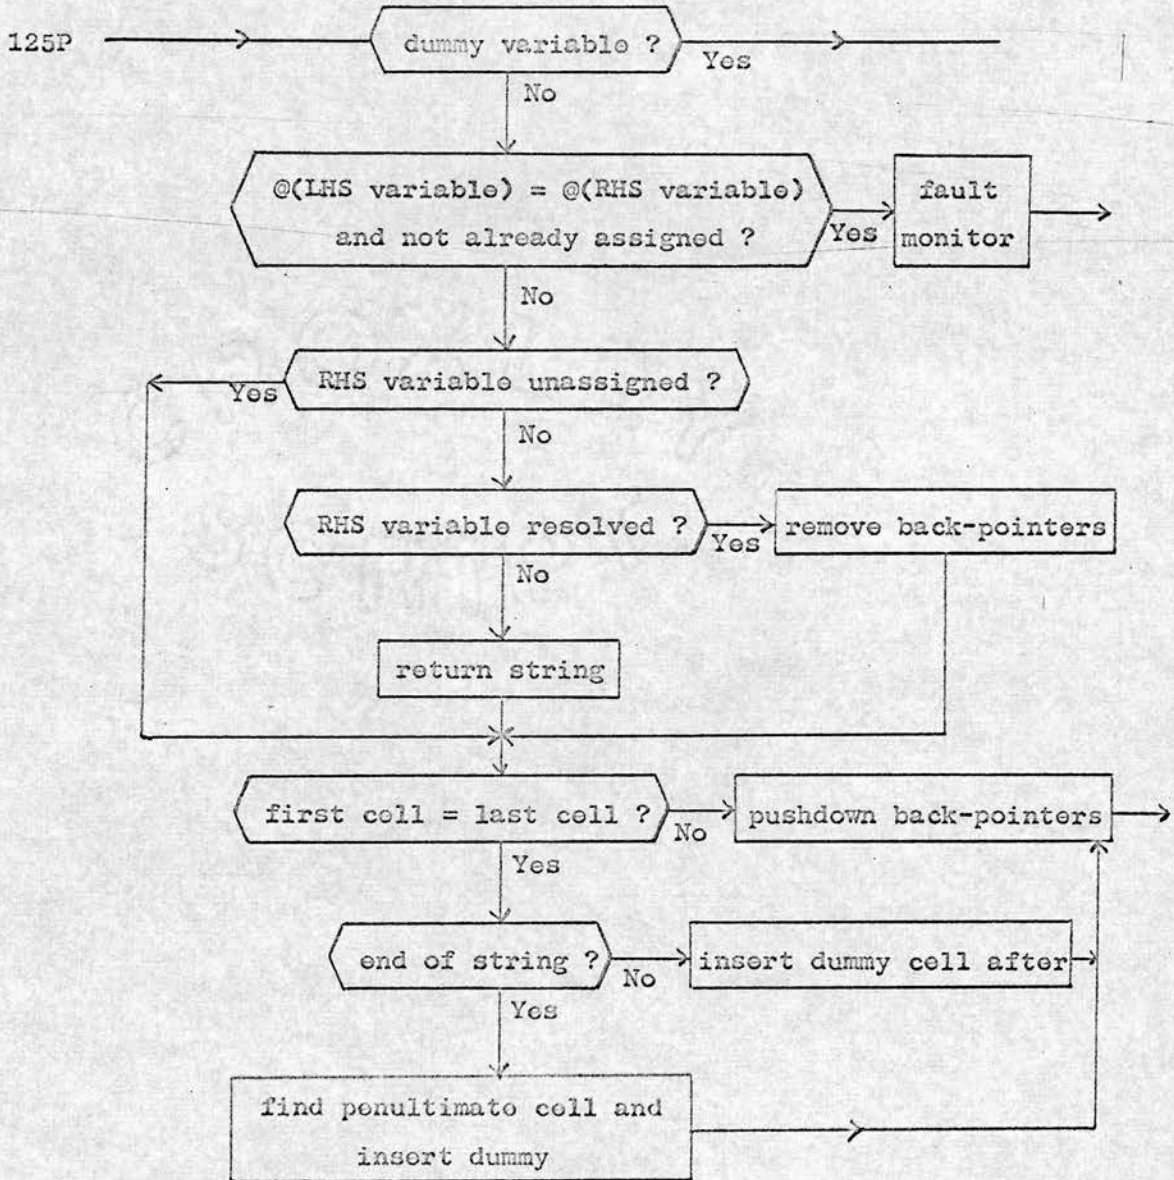 125P
dummy variable ?
Yes
No
@(LHS variable) = @(RHS variable)
and not already assigned ?
Yes
fault
monitor
No
RHS variable unassigned ?
Yes
No
RHS variable resolved ?
Yes
remove back-pointers
No
return string
first cell = last cell ?
No
pushdown back-pointers
Yes
end of string ?
No
insert dummy cell after
Yes
find penultimate cell and
insert dummy